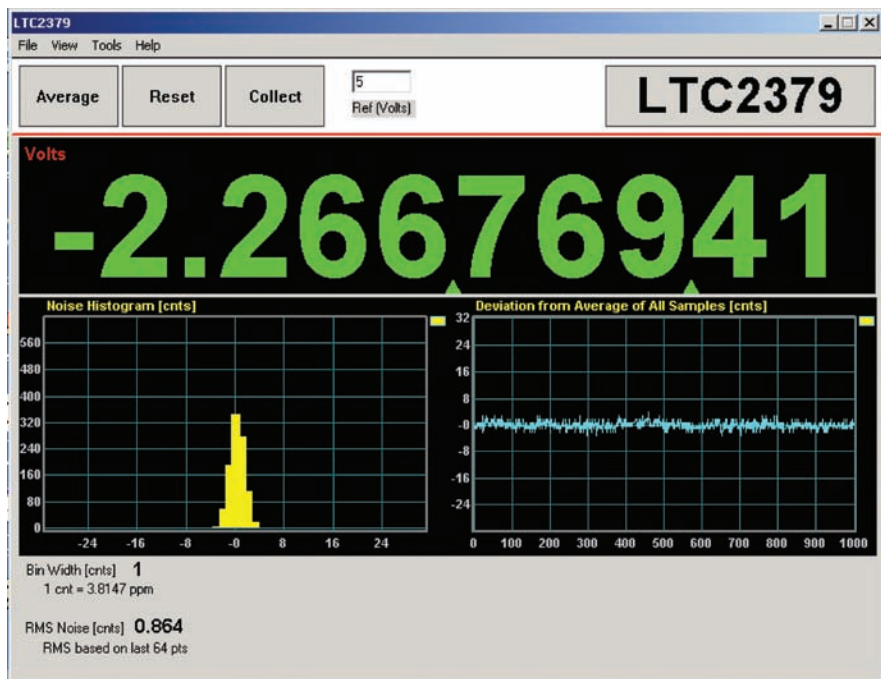 LTC2379
File View Tools Help
Average Reset Collect
5
Ref (Volts)
LTC2379
Volts
-2.26676941
Noise Histogram [cnts]
560
480
400
320
240
160
80
0
-24 -16 -8 -0 8 16 24
Deviation from Average of All Samples [cnts]
32
24
16
8
-0
-8
-16
-24
0 100 200 300 400 500 600 700 800 900 1000
Bin Width [cnts] 1
1 cnt = 3.8147 ppm
RMS Noise [cnts] 0.864
RMS based on last 64 pts